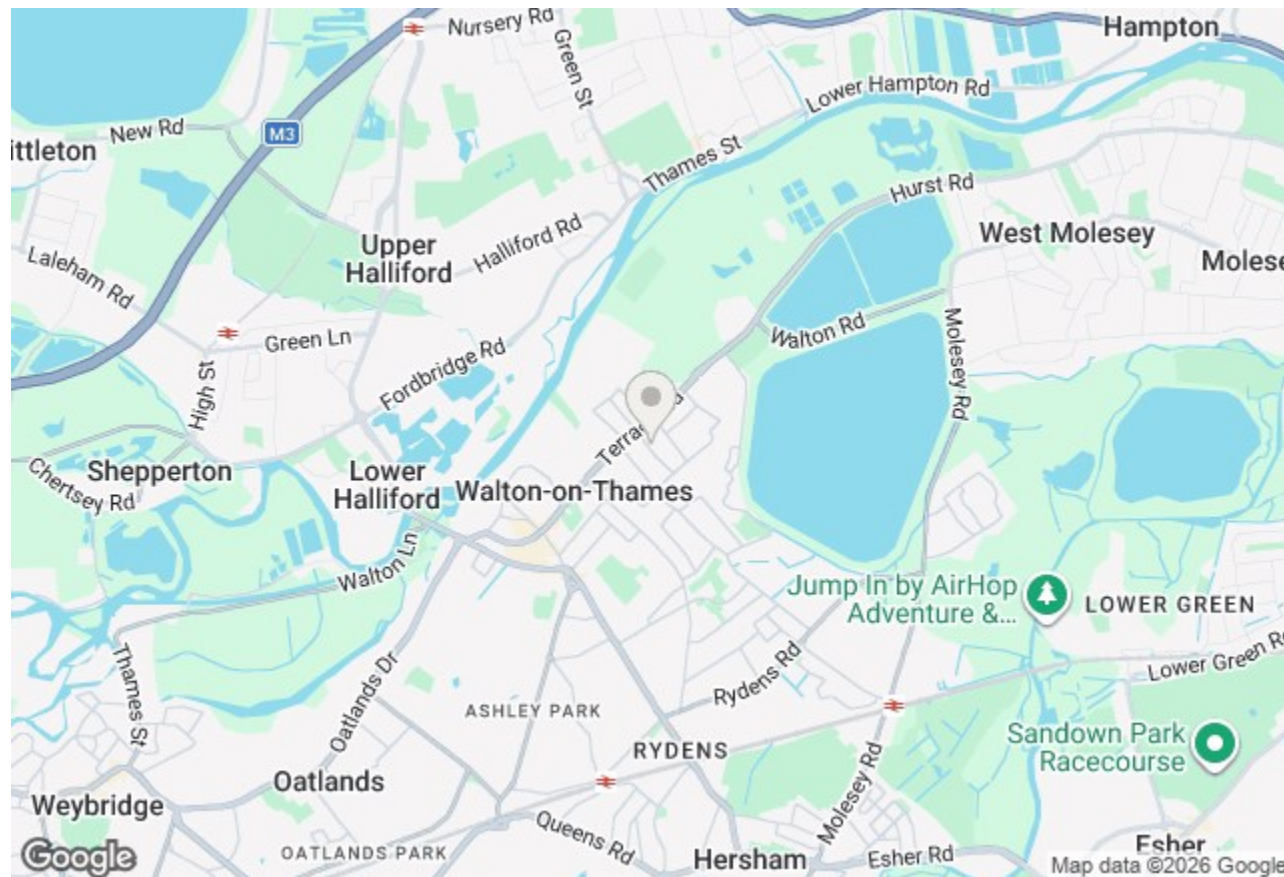 Nursery Rd
Hampton
Green St
Lower Hampton Rd
New Rd
M3
ittleton
Thames St
Hurst Rd
Upper
Halliford
Halliford Rd
West Molesey
Molese
Laleham Rd
Green Ln
Walton Rd
Molesey Rd
High St
Fordbridge Rd
Terra
d
Shepperton
Lower
Halliford
Walton-on-Thames
Chertsey Rd
Walton Ln
Jump In by AirHop
Adventure &...
LOWER GREEN
Thames St
Lower Green R
Oatlands Dr
Rydens Rd
ASHLEY PARK
RYDENS
Sandown Park
Racecourse
Oatlands
Molesey Rd
Weybridge
Queens Rd
Google
OATLANDS PARK
Hersham
Esher Rd
Esher
Map data ©2026 Google